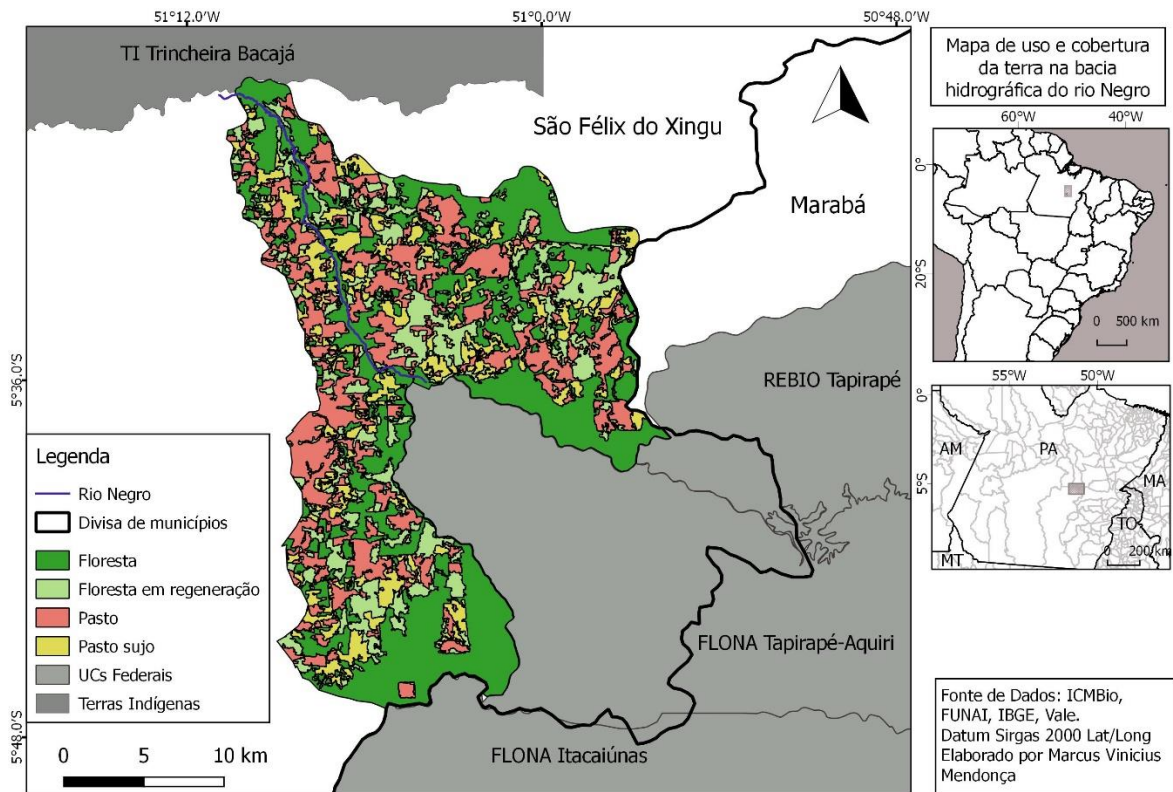 51°12.0'W
51°0.0'W
50°48.0'W
TI Trincheira Bacajá
São Félix do Xingu
Marabá
5°36.0'S
REBIO Tapirapé
FLONA Tapirapé-Aquiri
FLONA Itacaiúnas
5°48.0'S
Legenda
Rio Negro
Divisa de municípios
Floresta
Floresta em regeneração
Pasto
Pasto sujo
UCs Federais
Terras Indígenas
0 5 10 km
Mapa de uso e cobertura
da terra na bacia
hidrográfica do rio Negro
60°W 40°W
0°
20°S
0 500 km
55°W 50°W
0°
AM PA
5°S
MA
TO
MT
0 200 km
Fonte de Dados: ICMBio,
FUNAI, IBGE, Vale.
Datum Sirgas 2000 Lat/Long
Elaborado por Marcus Vinicius
Mendonça